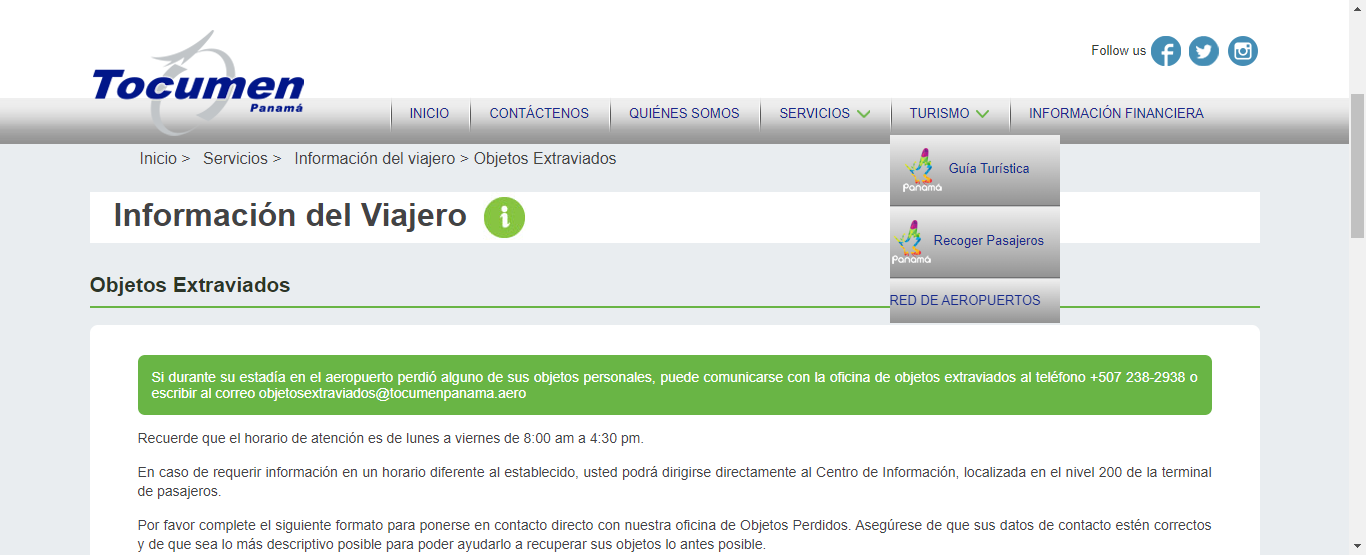 Follow us
Tocumen
Panamá
INICIO
CONTÁCTENOS
QUIÉNES SOMOS
SERVICIOS
TURISMO
INFORMACIÓN FINANCIERA
Panamá
Guía Turística
Panamá
Recoger Pasajeros
RED DE AEROPUERTOS
Inicio > Servicios > Información del viajero > Objetos Extraviados
Información del Viajero
Objetos Extraviados
Si durante su estadía en el aeropuerto perdió alguno de sus objetos personales, puede comunicarse con la oficina de objetos extraviados al teléfono +507 238-2938 o
escribir al correo objetosextraviados@tocumenpanama.aero
Recuerde que el horario de atención es de lunes a viernes de 8:00 am a 4:30 pm.
En caso de requerir información en un horario diferente al establecido, usted podrá dirigirse directamente al Centro de Información, localizada en el nivel 200 de la terminal
de pasajeros.
Por favor complete el siguiente formato para ponerse en contacto directo con nuestra oficina de Objetos Perdidos. Asegúrese de que sus datos de contacto estén correctos
y de que sea lo más descriptivo posible para poder ayudarlo a recuperar sus objetos lo antes posible.